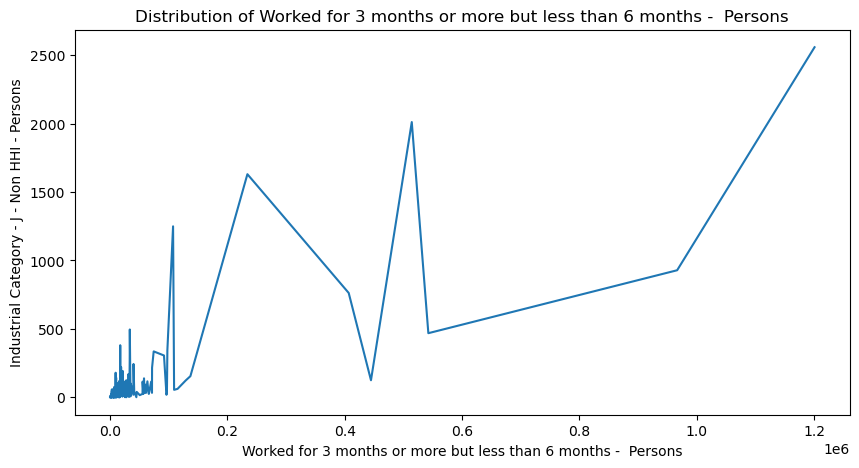 Distribution of Worked for 3 months or more but less than 6 months -  Persons
Industrial Category - J - Non HHI - Persons
2500
2000
1500
1000
500
0
0.0 0.2 0.4 0.6 0.8 1.0 1.2
1e6
Worked for 3 months or more but less than 6 months -  Persons